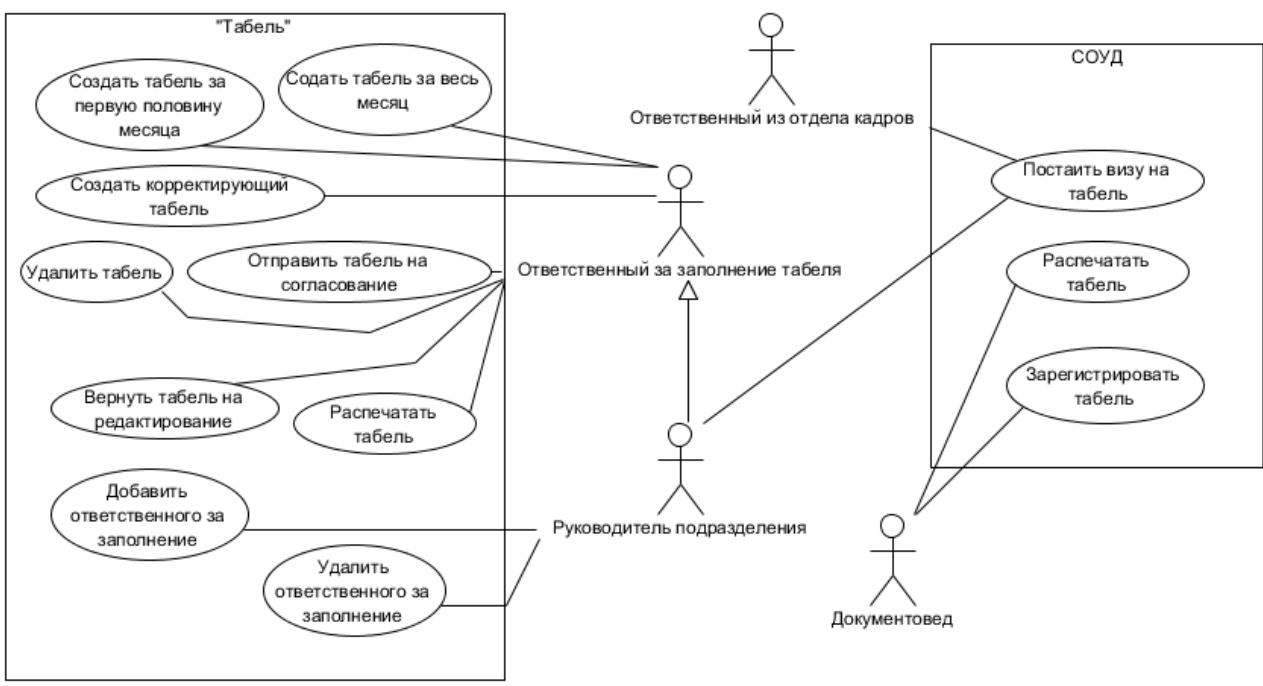 "Табель"
Создать табель за
первую половину
месяца
Содать табель за весь
месяц
Создать корректирующий
табель
Удалить табель
Отправить табель на
согласование
Вернуть табель на
редактирование
Распечатать
табель
Добавить
ответственного за
заполнение
Удалить
ответственного за
заполнение
Ответственный из отдела кадров
Ответственный за заполнение табеля
Руководитель подразделения
Документовед
СОУД
Постаить визу на
табель
Распечатать
табель
Зарегистрировать
табель